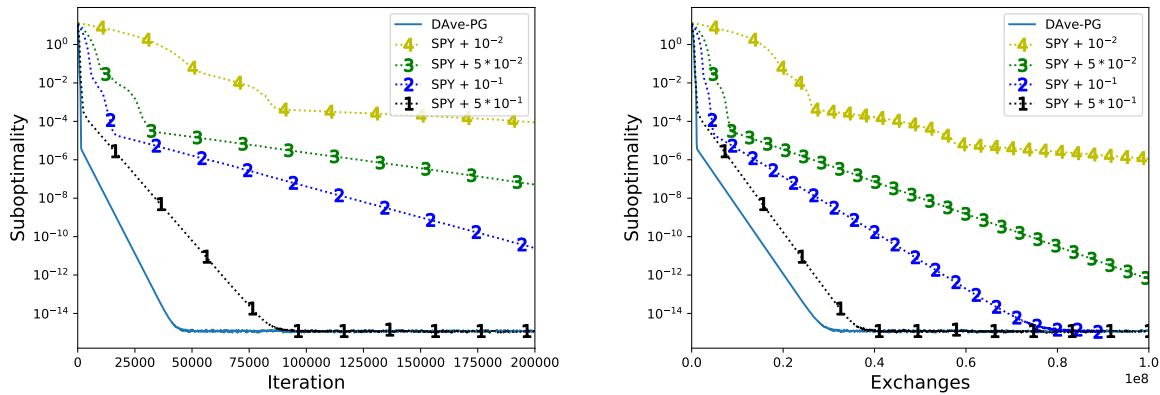 DAve-PG
SPY + 10⁻²
SPY + 5*10⁻²
SPY + 10⁻¹
SPY + 5*10⁻¹
Suboptimality
10⁰
10⁻²
10⁻⁴
10⁻⁶
10⁻⁸
10⁻¹⁰
10⁻¹²
10⁻¹⁴
0 25000 50000 75000 100000 125000 150000 175000 200000
Iteration
DAve-PG
SPY + 10⁻²
SPY + 5*10⁻²
SPY + 10⁻¹
SPY + 5*10⁻¹
Suboptimality
10⁰
10⁻²
10⁻⁴
10⁻⁶
10⁻⁸
10⁻¹⁰
10⁻¹²
10⁻¹⁴
0.0 0.2 0.4 0.6 0.8 1.0
1e8
Exchanges